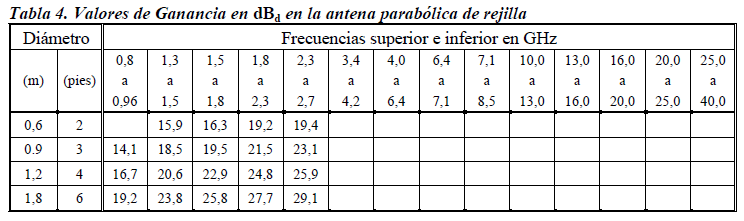 Tabla 4. Valores de Ganancia en dBd en la antena parabólica de rejilla
Diámetro Frecuencias superior e inferior en GHz
(m) (pies) 0,8 a 0,96 1,3 a 1,5 1,5 a 1,8 1,8 a 2,3 2,3 a 2,7 3,4 a 4,2 4,0 a 6,4 6,4 a 7,1 7,1 a 8,5 10,0 a 13,0 13,0 a 16,0 16,0 a 20,0 20,0 a 25,0 25,0 a 40,0
0,6 2 15,9 16,3 19,2 19,4
0.9 3 14,1 18,5 19,5 21,5 23,1
1,2 4 16,7 20,6 22,9 24,8 25,9
1,8 6 19,2 23,8 25,8 27,7 29,1